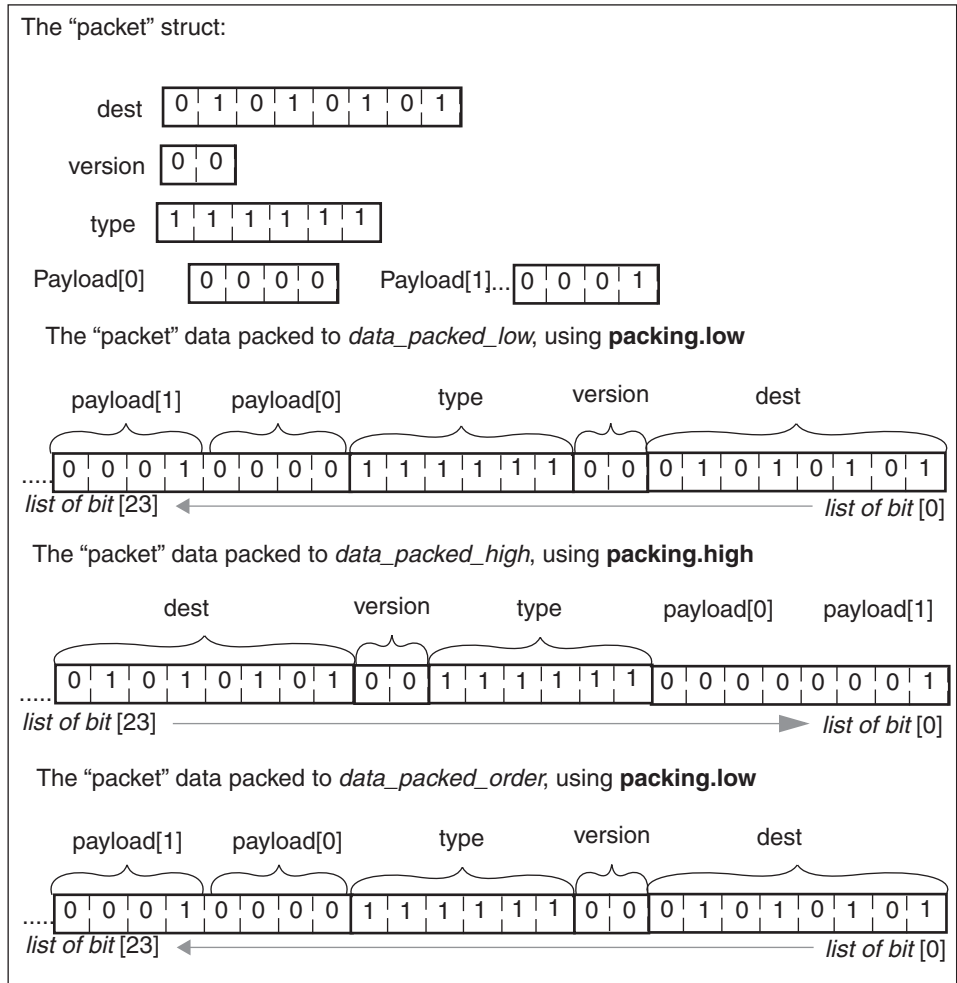 The “packet” struct:
dest 0 1 0 1 0 1 0 1
version 0 0
type 1 1 1 1 1 1
Payload[0] 0 0 0 0 Payload[1]... 0 0 0 1
The “packet” data packed to data_packed_low, using packing.low
payload[1] payload[0] type version dest
..... 0 0 0 1 0 0 0 0 1 1 1 1 1 1 0 0 0 1 0 1 0 1 0 1
list of bit [23] list of bit [0]
The “packet” data packed to data_packed_high, using packing.high
dest version type payload[0] payload[1]
..... 0 1 0 1 0 1 0 1 0 0 1 1 1 1 1 1 0 0 0 0 0 0 0 1
list of bit [23] list of bit [0]
The “packet” data packed to data_packed_order, using packing.low
payload[1] payload[0] type version dest
..... 0 0 0 1 0 0 0 0 1 1 1 1 1 1 0 0 0 1 0 1 0 1 0 1
list of bit [23] list of bit [0]